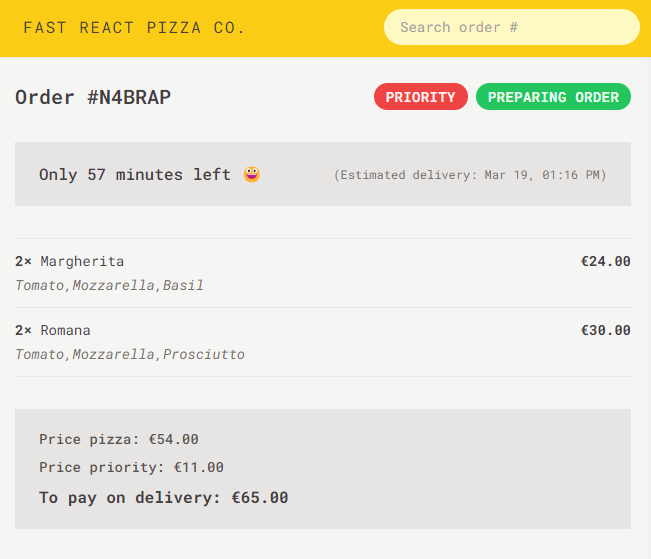 FAST REACT PIZZA CO.
Search order #
Order #N4BRAP
PRIORITY
PREPARING ORDER
Only 57 minutes left 😀
(Estimated delivery: Mar 19, 01:16 PM)
2× Margherita
€24.00
Tomato,Mozzarella,Basil
2× Romana
€30.00
Tomato,Mozzarella,Prosciutto
Price pizza: €54.00
Price priority: €11.00
To pay on delivery: €65.00